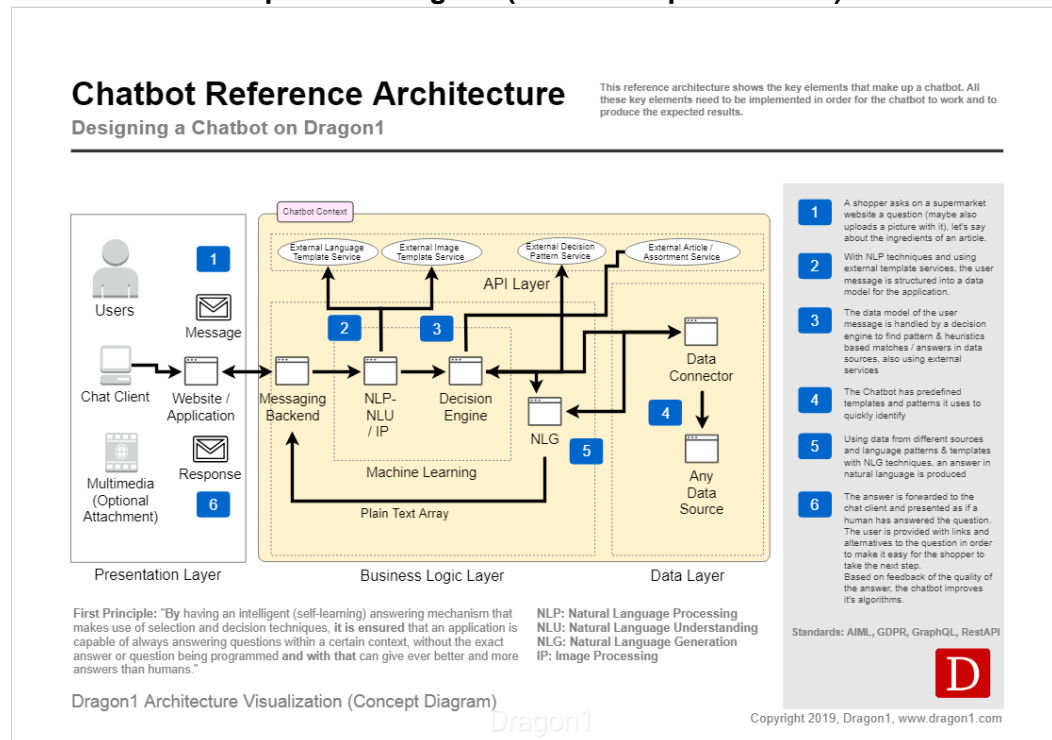 Chatbot Reference Architecture
Designing a Chatbot on Dragon1
This reference architecture shows the key elements that make up a chatbot. All
these key elements need to be implemented in order for the chatbot to work and to
produce the expected results.
Chatbot Context
External Language
Template Service
External Image
Template Service
External Decision
Pattern Service
External Article /
Assortment Service
API Layer
Users
1
Message
Chat Client
Website /
Application
Multimedia
(Optional
Attachment)
Response
6
Presentation Layer
2
3
Messaging
Backend
NLP-
NLU
/ IP
Decision
Engine
Machine Learning
NLG
5
Plain Text Array
Business Logic Layer
Data
Connector
4
Any
Data
Source
Data Layer
1
A shopper asks on a supermarket
website a question (maybe also
uploads a picture with it), let's say
about the ingredients of an article.
2
With NLP techniques and using
external template services, the user
message is structured into a data
model for the application.
3
The data model of the user
message is handled by a decision
engine to find pattern & heuristics
based matches / answers in data
sources, also using external
services
4
The Chatbot has predefined
templates and patterns it uses to
quickly identify
5
Using data from different sources
and language patterns & templates
with NLG techniques, an answer in
natural language is produced
6
The answer is forwarded to the
chat client and presented as if a
human has answered the question.
The user is provided with links and
alternatives to the question in order
to make it easy for the shopper to
take the next step.
Based on feedback of the quality of
the answer, the chatbot improves
it's algorithms.
Standards: AIML, GDPR, GraphQL, RestAPI
D
First Principle: "By having an intelligent (self-learning) answering mechanism that
makes use of selection and decision techniques, it is ensured that an application is
capable of always answering questions within a certain context, without the exact
answer or question being programmed and with that can give ever better and more
answers than humans."
NLP: Natural Language Processing
NLU: Natural Language Understanding
NLG: Natural Language Generation
IP: Image Processing
Dragon1 Architecture Visualization (Concept Diagram)
Dragon1
Copyright 2019, Dragon1, www.dragon1.com